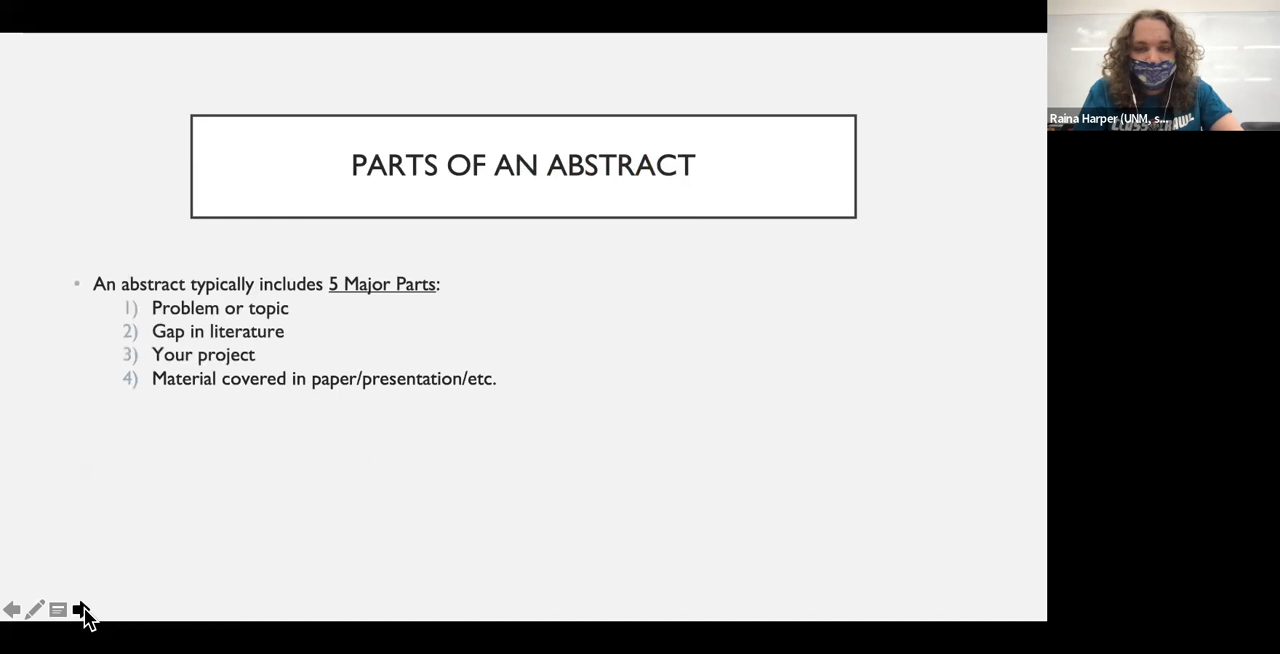 PARTS OF AN ABSTRACT
• An abstract typically includes 5 Major Parts:
1) Problem or topic
2) Gap in literature
3) Your project
4) Material covered in paper/presentation/etc.
Raina Harper (UNM, s...